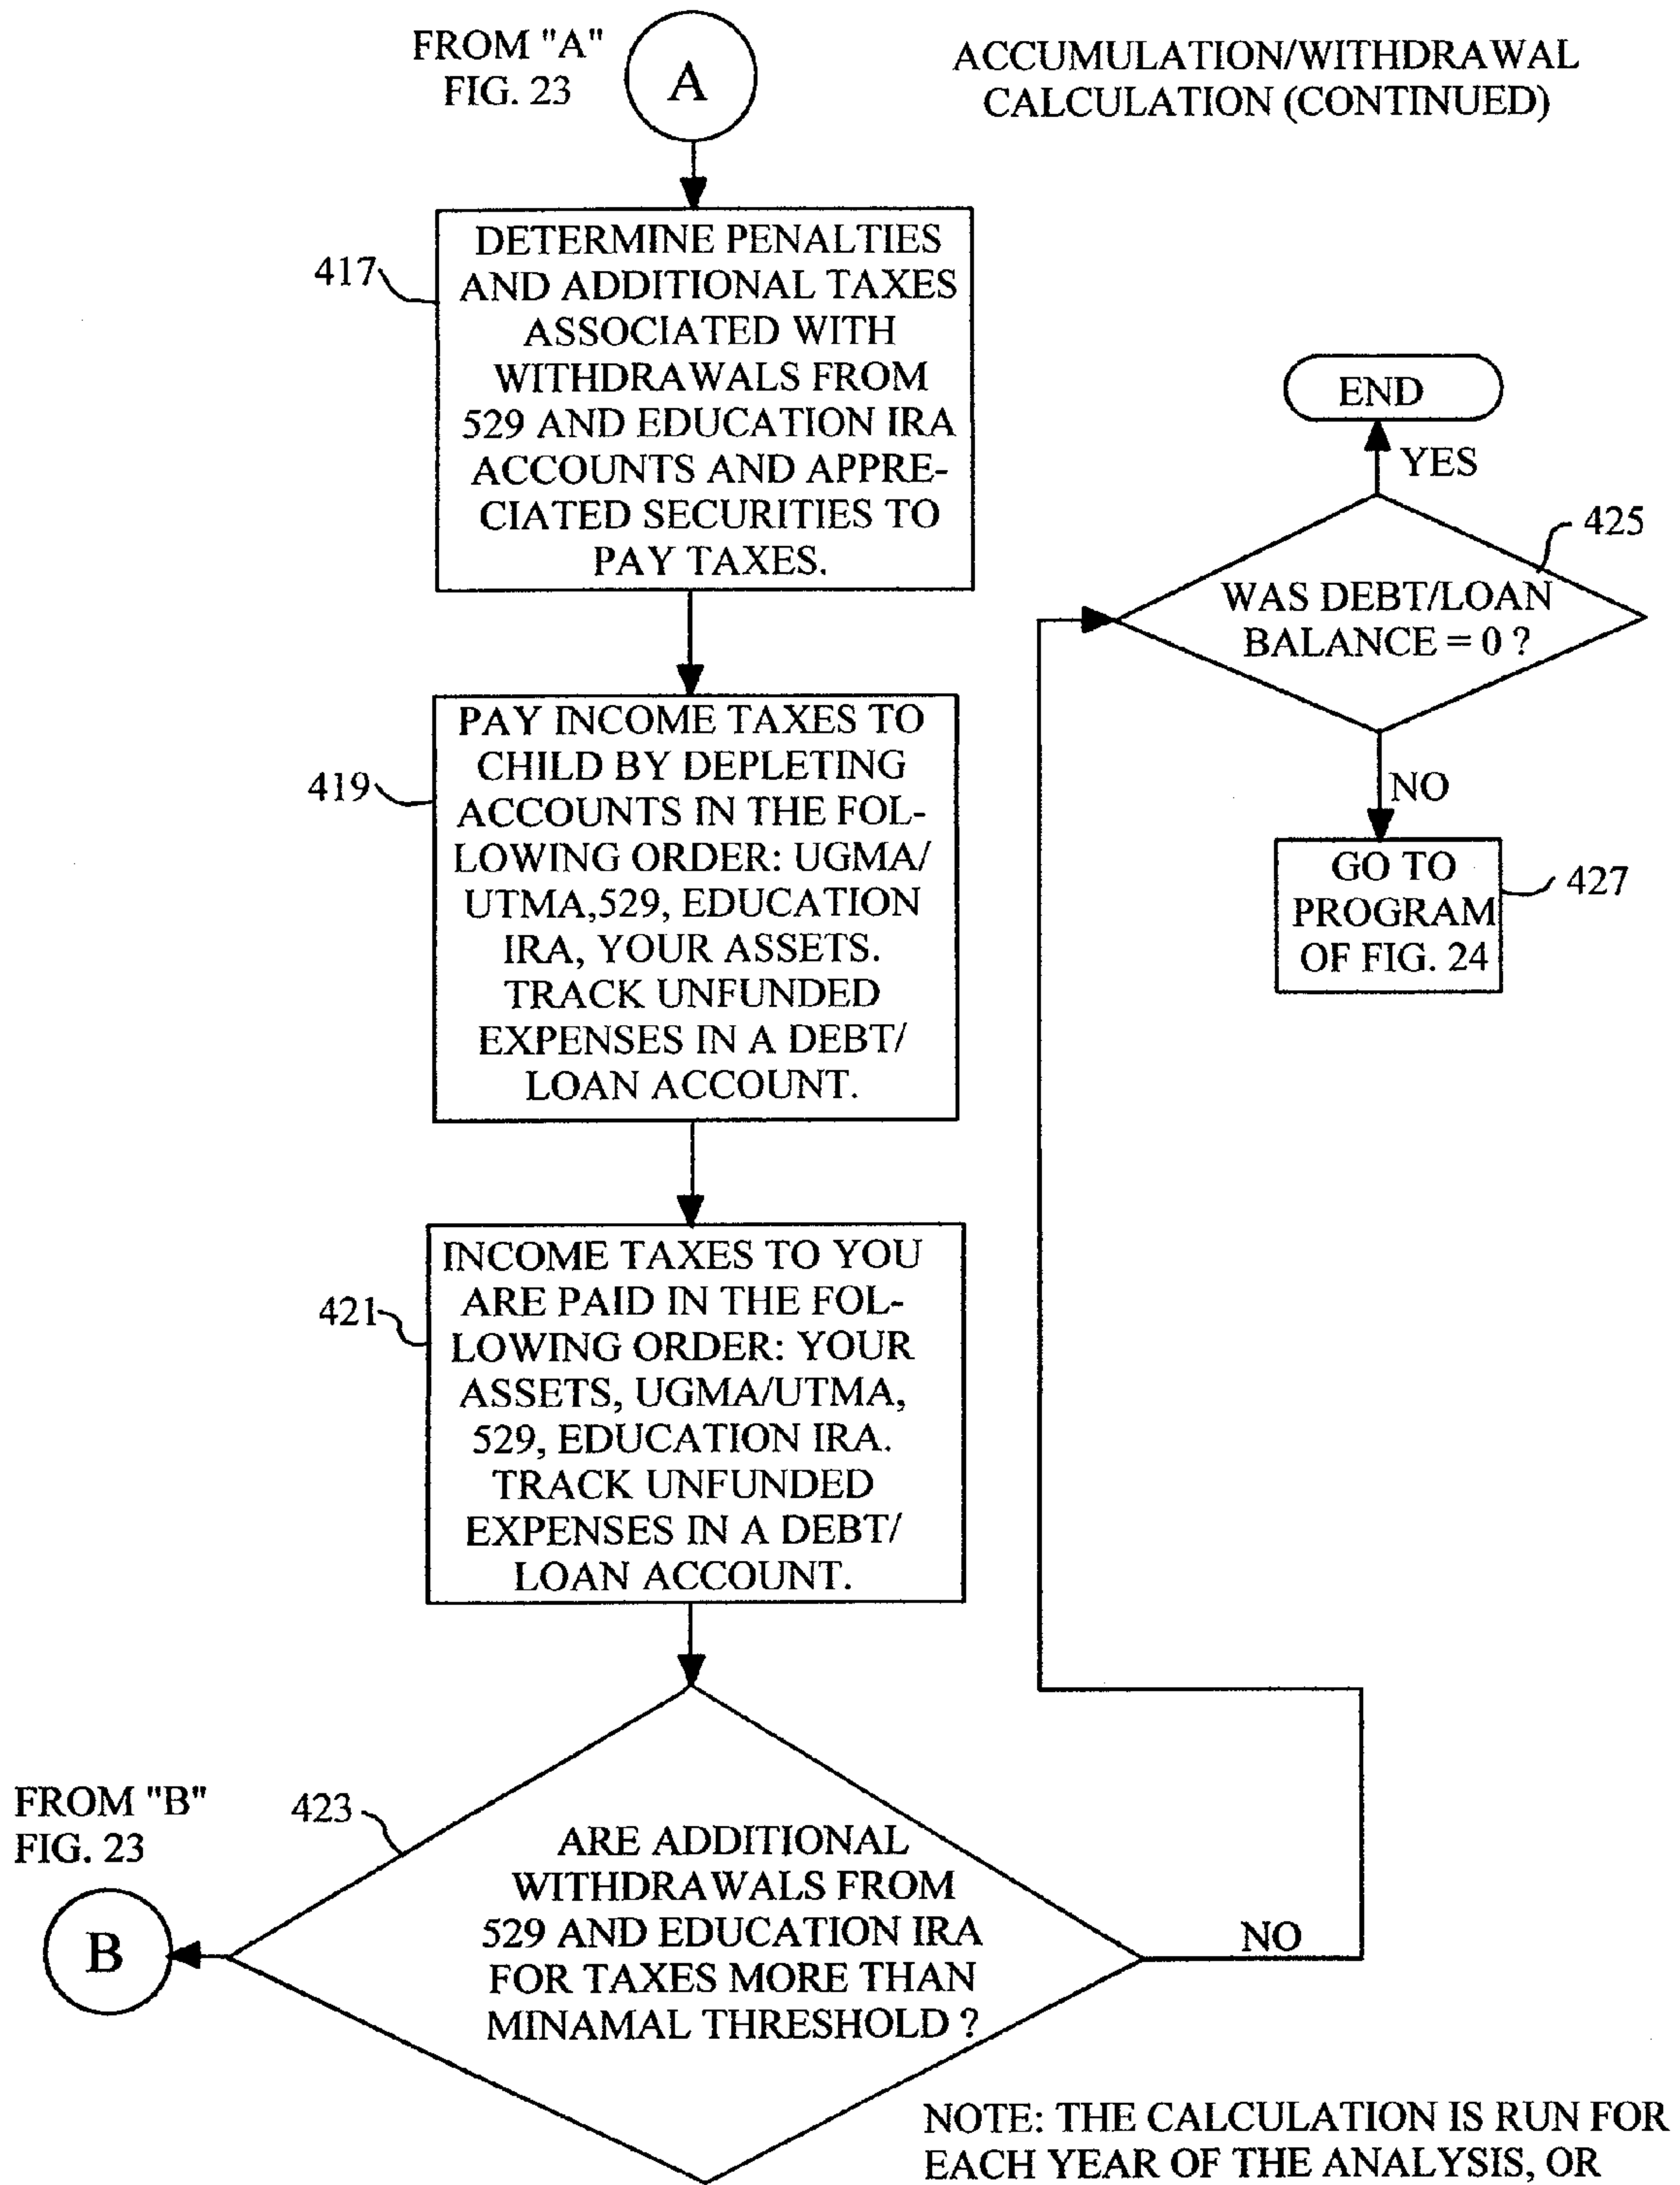 FROM "A"
FIG. 23
A
ACCUMULATION/WITHDRAWAL
CALCULATION (CONTINUED)
417
DETERMINE PENALTIES
AND ADDITIONAL TAXES
ASSOCIATED WITH
WITHDRAWALS FROM
529 AND EDUCATION IRA
ACCOUNTS AND APPRE-
CIATED SECURITIES TO
PAY TAXES.
419
PAY INCOME TAXES TO
CHILD BY DEPLETING
ACCOUNTS IN THE FOL-
LOWING ORDER: UGMA/
UTMA,529, EDUCATION
IRA, YOUR ASSETS.
TRACK UNFUNDED
EXPENSES IN A DEBT/
LOAN ACCOUNT.
421
INCOME TAXES TO YOU
ARE PAID IN THE FOL-
LOWING ORDER: YOUR
ASSETS, UGMA/UTMA,
529, EDUCATION IRA.
TRACK UNFUNDED
EXPENSES IN A DEBT/
LOAN ACCOUNT.
FROM "B"
FIG. 23
B
423
ARE ADDITIONAL
WITHDRAWALS FROM
529 AND EDUCATION IRA
FOR TAXES MORE THAN
MINAMAL THRESHOLD ?
NO
END
YES
425
WAS DEBT/LOAN
BALANCE = 0 ?
NO
GO TO
PROGRAM
OF FIG. 24
427
NOTE: THE CALCULATION IS RUN FOR
EACH YEAR OF THE ANALYSIS, OR